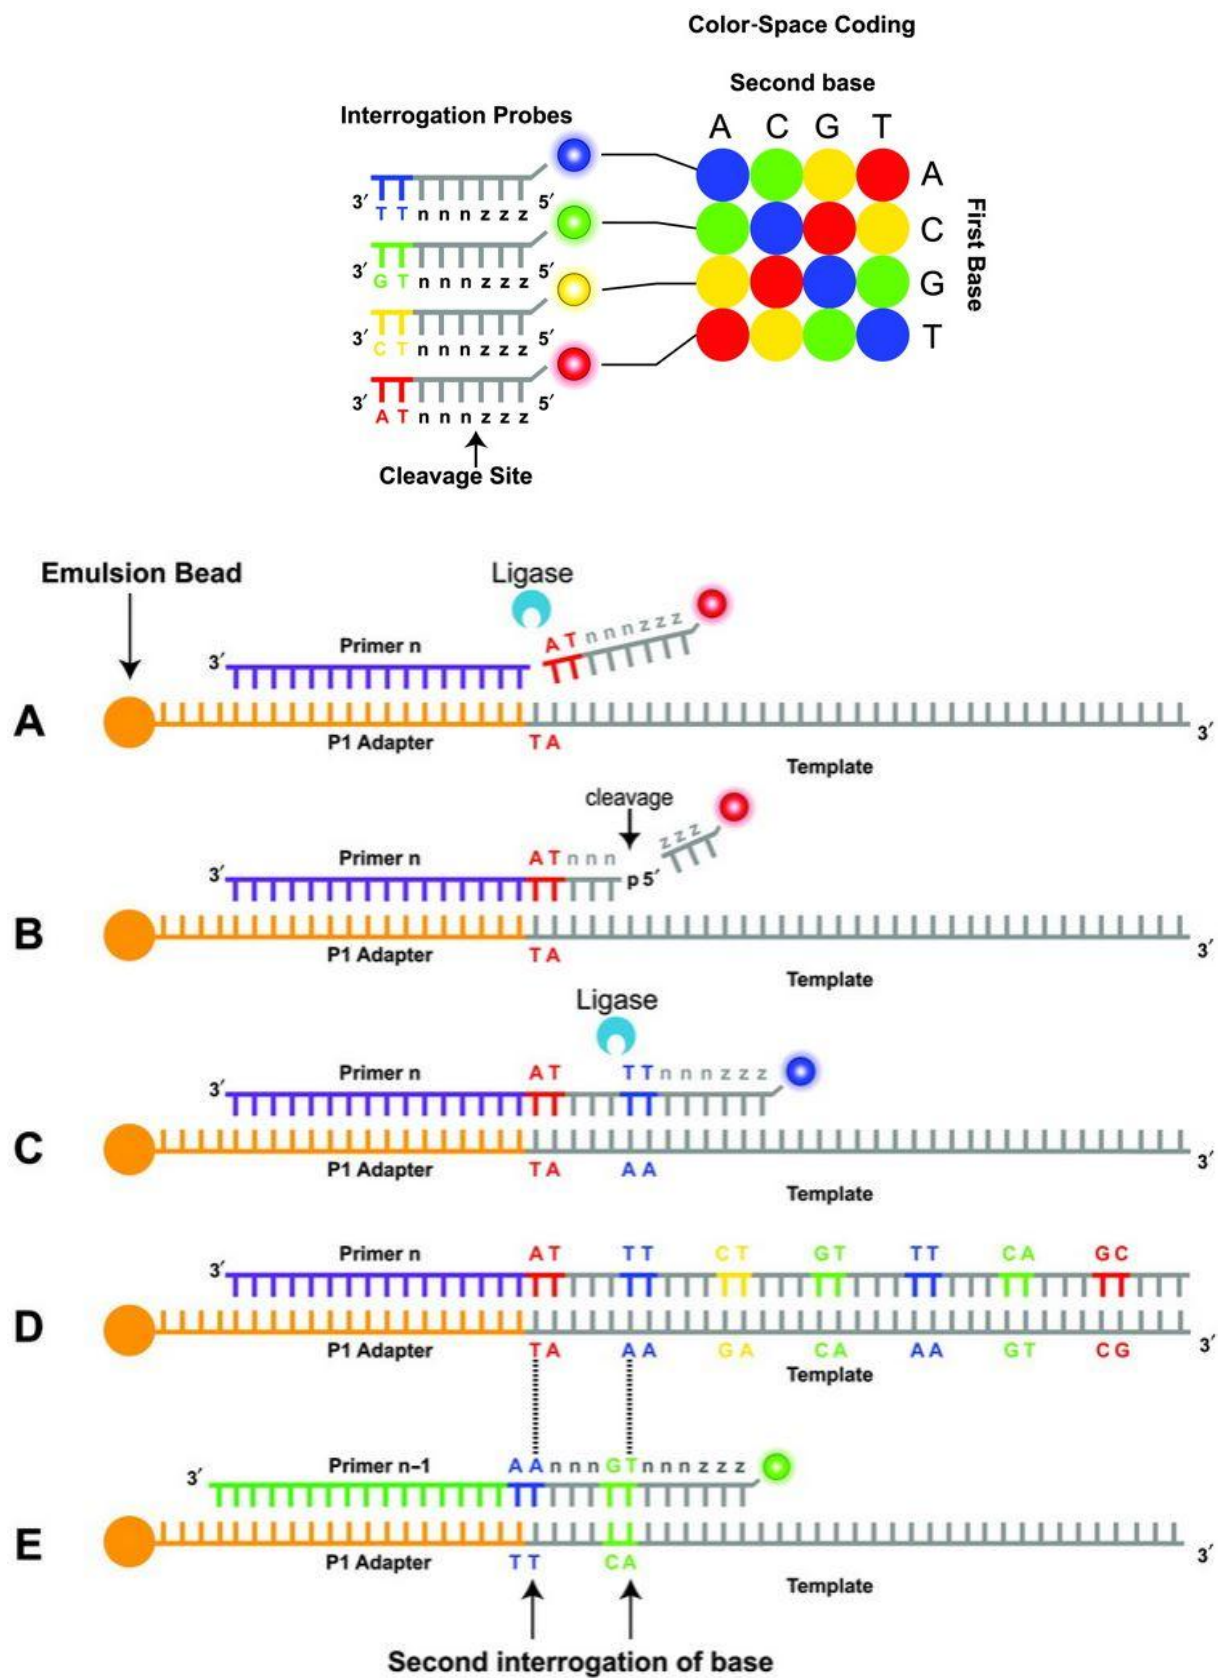 Color-Space Coding
Second base
Interrogation Probes
A C G T
A
C
G
T
First Base
3′ T T n n n z z z 5′
3′ G T n n n z z z 5′
3′ C T n n n z z z 5′
3′ A T n n n z z z 5′
Cleavage Site
Emulsion Bead
Ligase
A T n n n z z z
Primer n
3′
A
P1 Adapter
T A
3′
Template
cleavage
z z z
Primer n
A T n n n
3′
p 5′
B
P1 Adapter
T A
3′
Template
Ligase
Primer n
A T T T n n n z z z
3′
C
P1 Adapter
T A A A
3′
Template
Primer n
A T T T C T G T T T C A G C
3′
D
P1 Adapter
T A A A G A C A A A G T C G
3′
Template
Primer n-1
A A n n n G T n n n z z z
3′
E
P1 Adapter
T T C A
3′
Template
Second interrogation of base